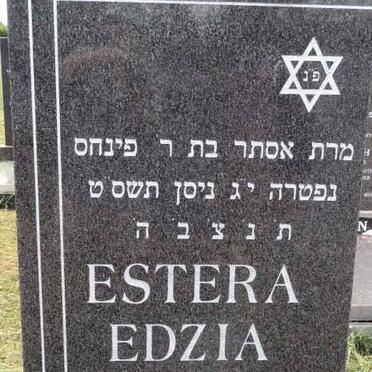 פ״נ
מרת אסתר בת ר׳ פינחס
נפטרה י״ג ניסן תשס״ט
ת נ צ ב ה
ESTERA
EDZIA